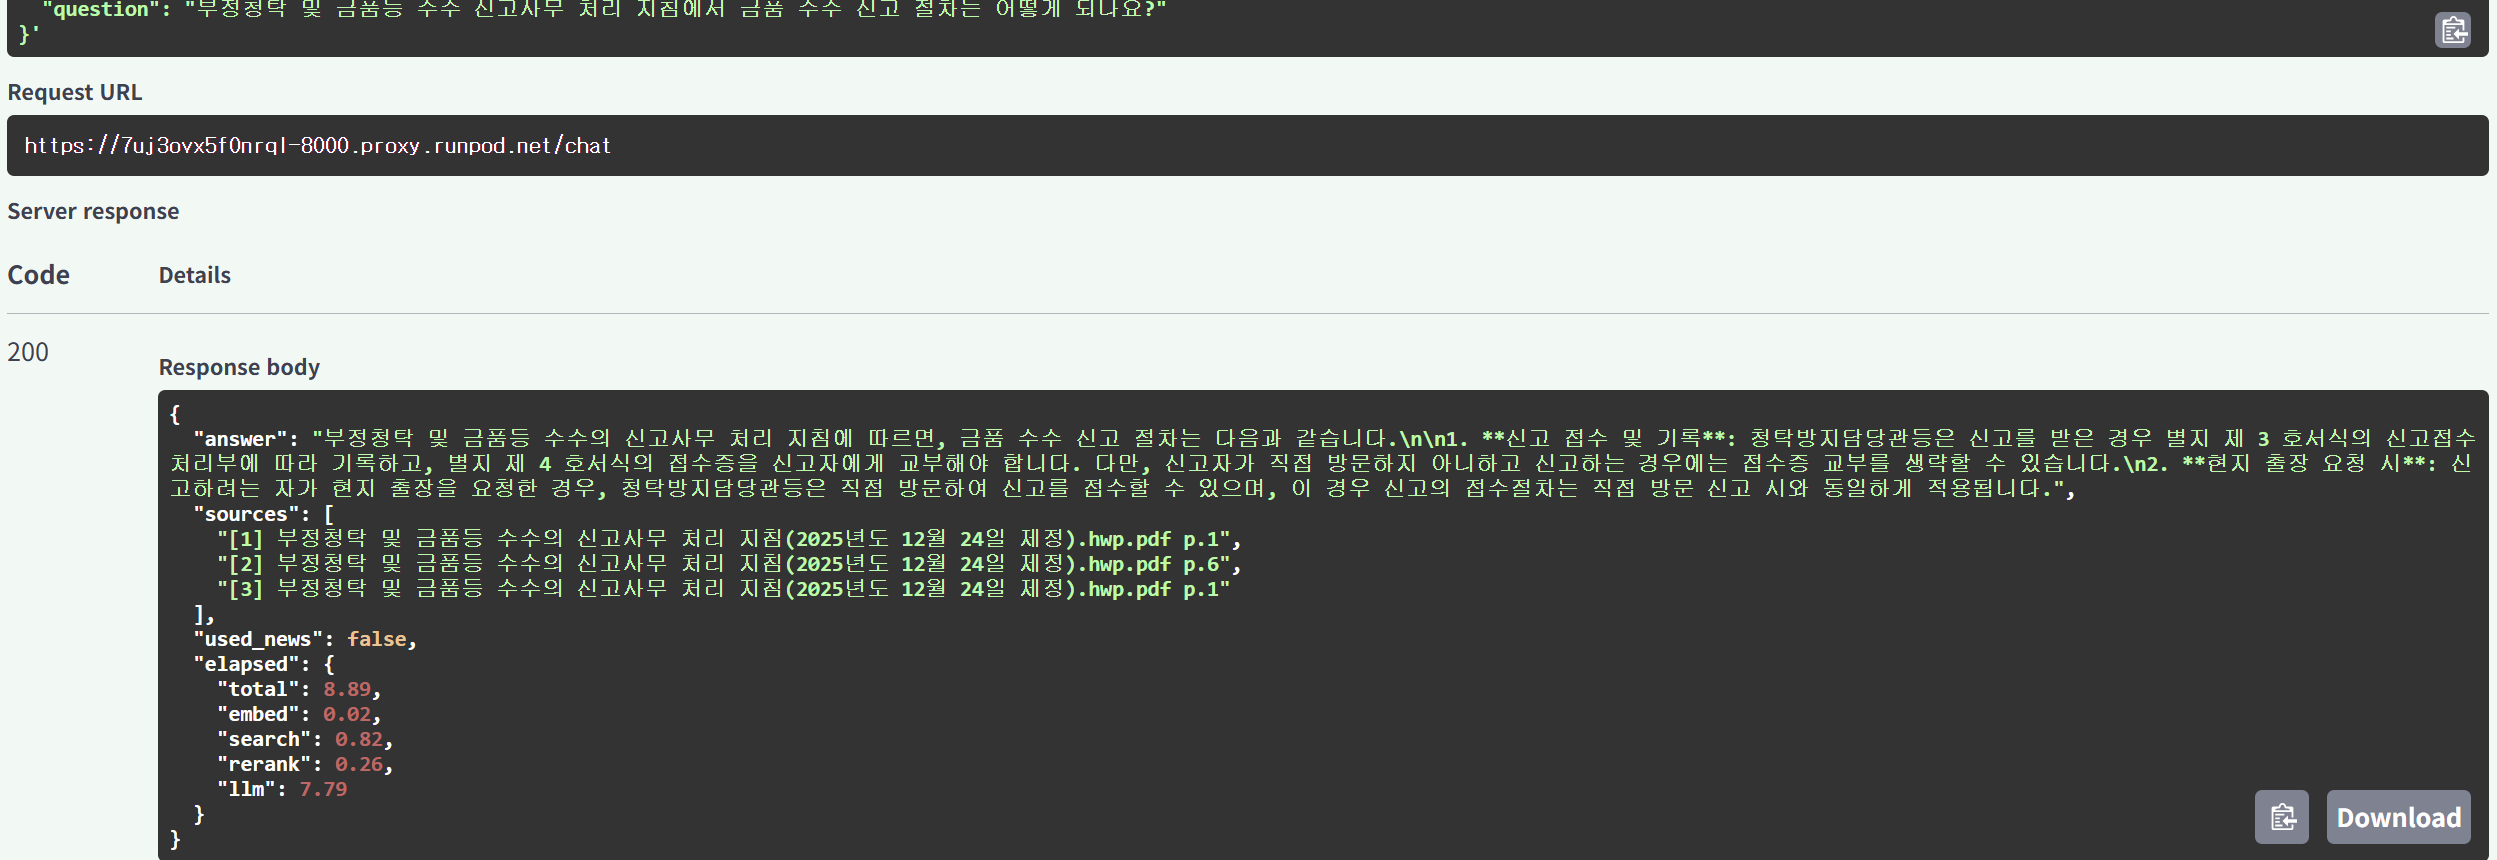 "question": "부정청탁 및 금품등 수수 신고사무 처리 지침에서 금품 수수 신고 절차는 어떻게 되나요?"
}'
Request URL
https://7uj3ovx5f0nrql-8000.proxy.runpod.net/chat
Server response
Code Details
200
Response body
{
"answer": "부정청탁 및 금품등 수수의 신고사무 처리 지침에 따르면, 금품 수수 신고 절차는 다음과 같습니다.\n\n1. **신고 접수 및 기록**: 청탁방지담당관등은 신고를 받은 경우 별지 제 3 호서식의 신고접수
처리부에 따라 기록하고, 별지 제 4 호서식의 접수증을 신고자에게 교부해야 합니다. 다만, 신고자가 직접 방문하지 아니하고 신고하는 경우에는 접수증 교부를 생략할 수 있습니다.\n2. **현지 출장 요청 시**: 신
고하려는 자가 현지 출장을 요청한 경우, 청탁방지담당관등은 직접 방문하여 신고를 접수할 수 있으며, 이 경우 신고의 접수절차는 직접 방문 신고 시와 동일하게 적용됩니다.",
"sources": [
"[1] 부정청탁 및 금품등 수수의 신고사무 처리 지침(2025년도 12월 24일 제정).hwp.pdf p.1",
"[2] 부정청탁 및 금품등 수수의 신고사무 처리 지침(2025년도 12월 24일 제정).hwp.pdf p.6",
"[3] 부정청탁 및 금품등 수수의 신고사무 처리 지침(2025년도 12월 24일 제정).hwp.pdf p.1"
],
"used_news": false,
"elapsed": {
"total": 8.89,
"embed": 0.02,
"search": 0.82,
"rerank": 0.26,
"llm": 7.79
}
}
Download